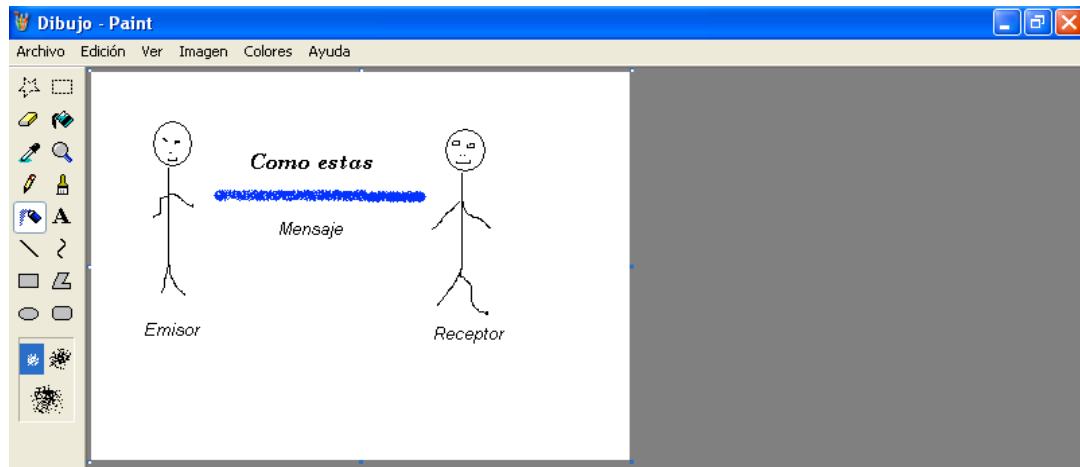 Dibujo - Paint
Archivo Edición Ver Imagen Colores Ayuda
A
Como estas
Mensaje
Emisor
Receptor